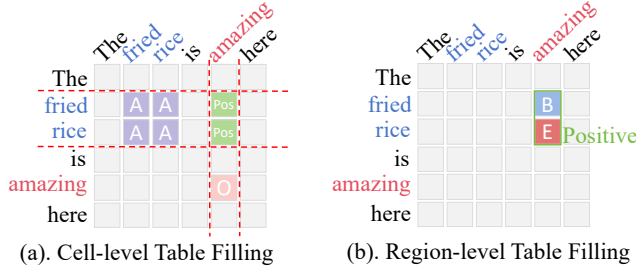 The fried rice is amazing here
The
fried A A Pos
rice A A Pos
is
amazing O
here
(a). Cell-level Table Filling
The fried rice is amazing here
The
fried B
rice E Positive
is
amazing
here
(b). Region-level Table Filling